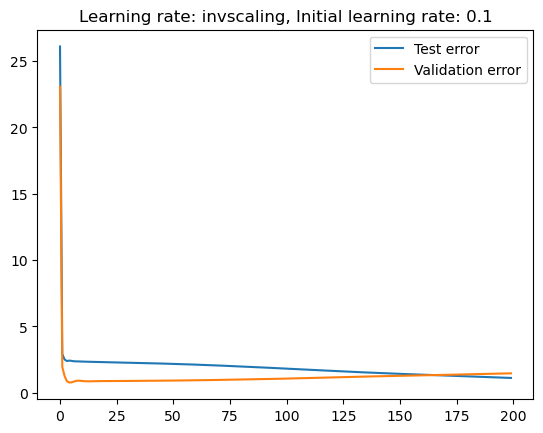 Learning rate: invscaling, Initial learning rate: 0.1
Test error
Validation error
25
20
15
10
5
0
0 25 50 75 100 125 150 175 200